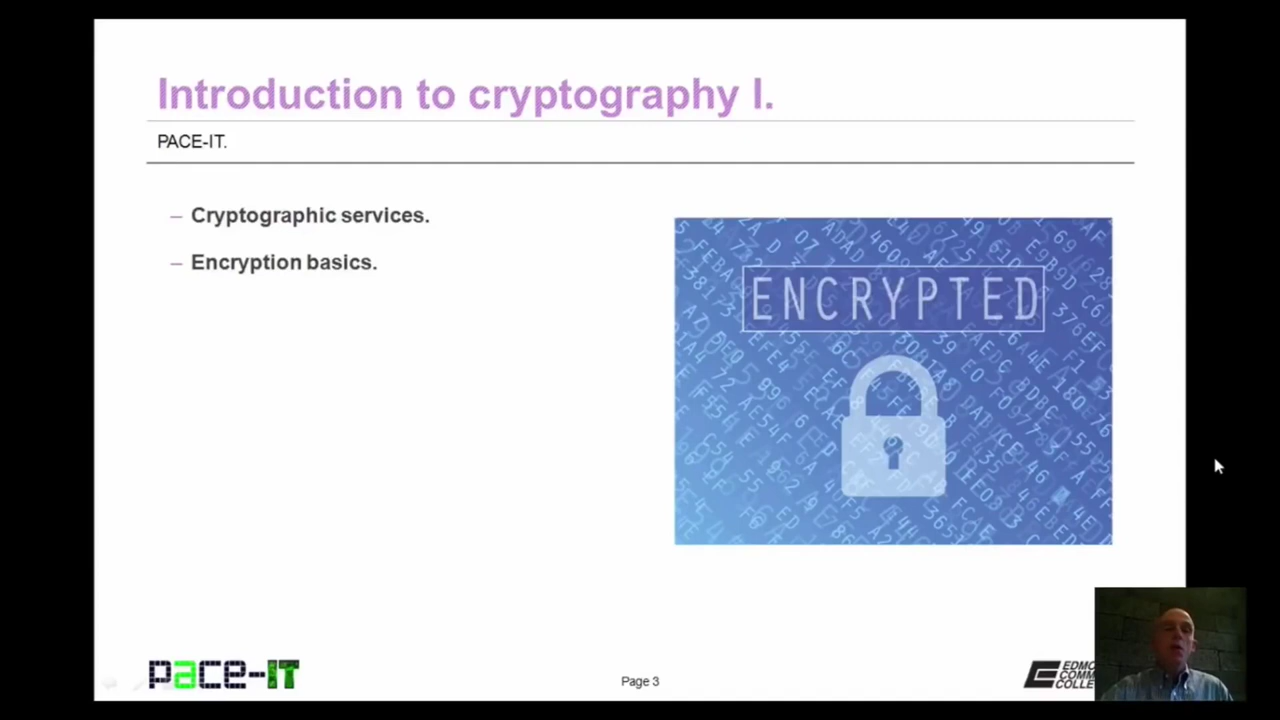 Introduction to cryptography I.
PACE-IT.
– Cryptographic services.
– Encryption basics.
ENCRYPTED
pace-IT
Page 3